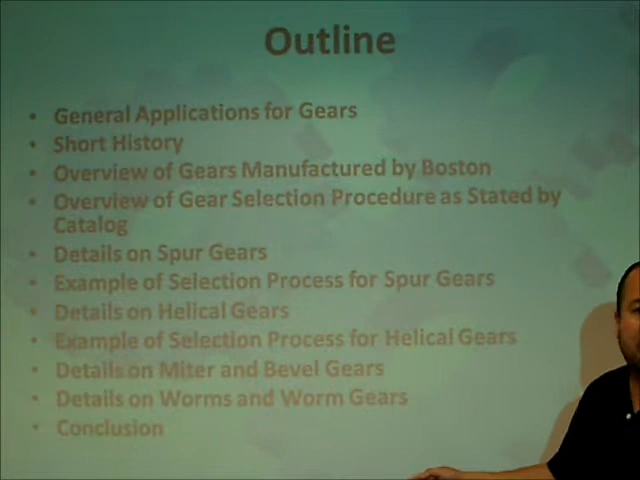 Outline
• General Applications for Gears
• Short History
• Overview of Gears Manufactured by Boston
• Overview of Gear Selection Procedure as Stated by
Catalog
• Details on Spur Gears
• Example of Selection Process for Spur Gears
• Details on Helical Gears
• Example of Selection Process for Helical Gears
• Details on Miter and Bevel Gears
• Details on Worms and Worm Gears
• Conclusion